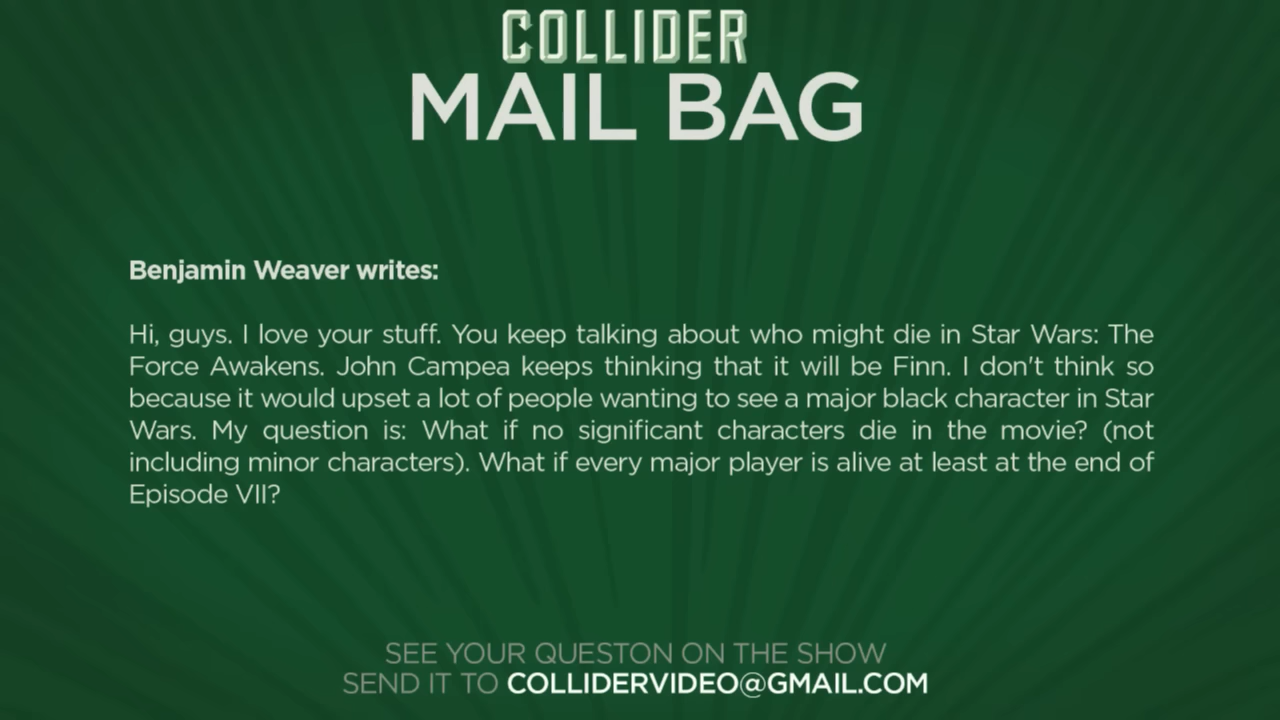 COLLIDER
MAIL BAG
Benjamin Weaver writes:
Hi, guys. I love your stuff. You keep talking about who might die in Star Wars: The
Force Awakens. John Campea keeps thinking that it will be Finn. I don't think so
because it would upset a lot of people wanting to see a major black character in Star
Wars. My question is: What if no significant characters die in the movie? (not
including minor characters). What if every major player is alive at least at the end of
Episode VII?
SEE YOUR QUESTON ON THE SHOW
SEND IT TO COLLIDERVIDEO@GMAIL.COM